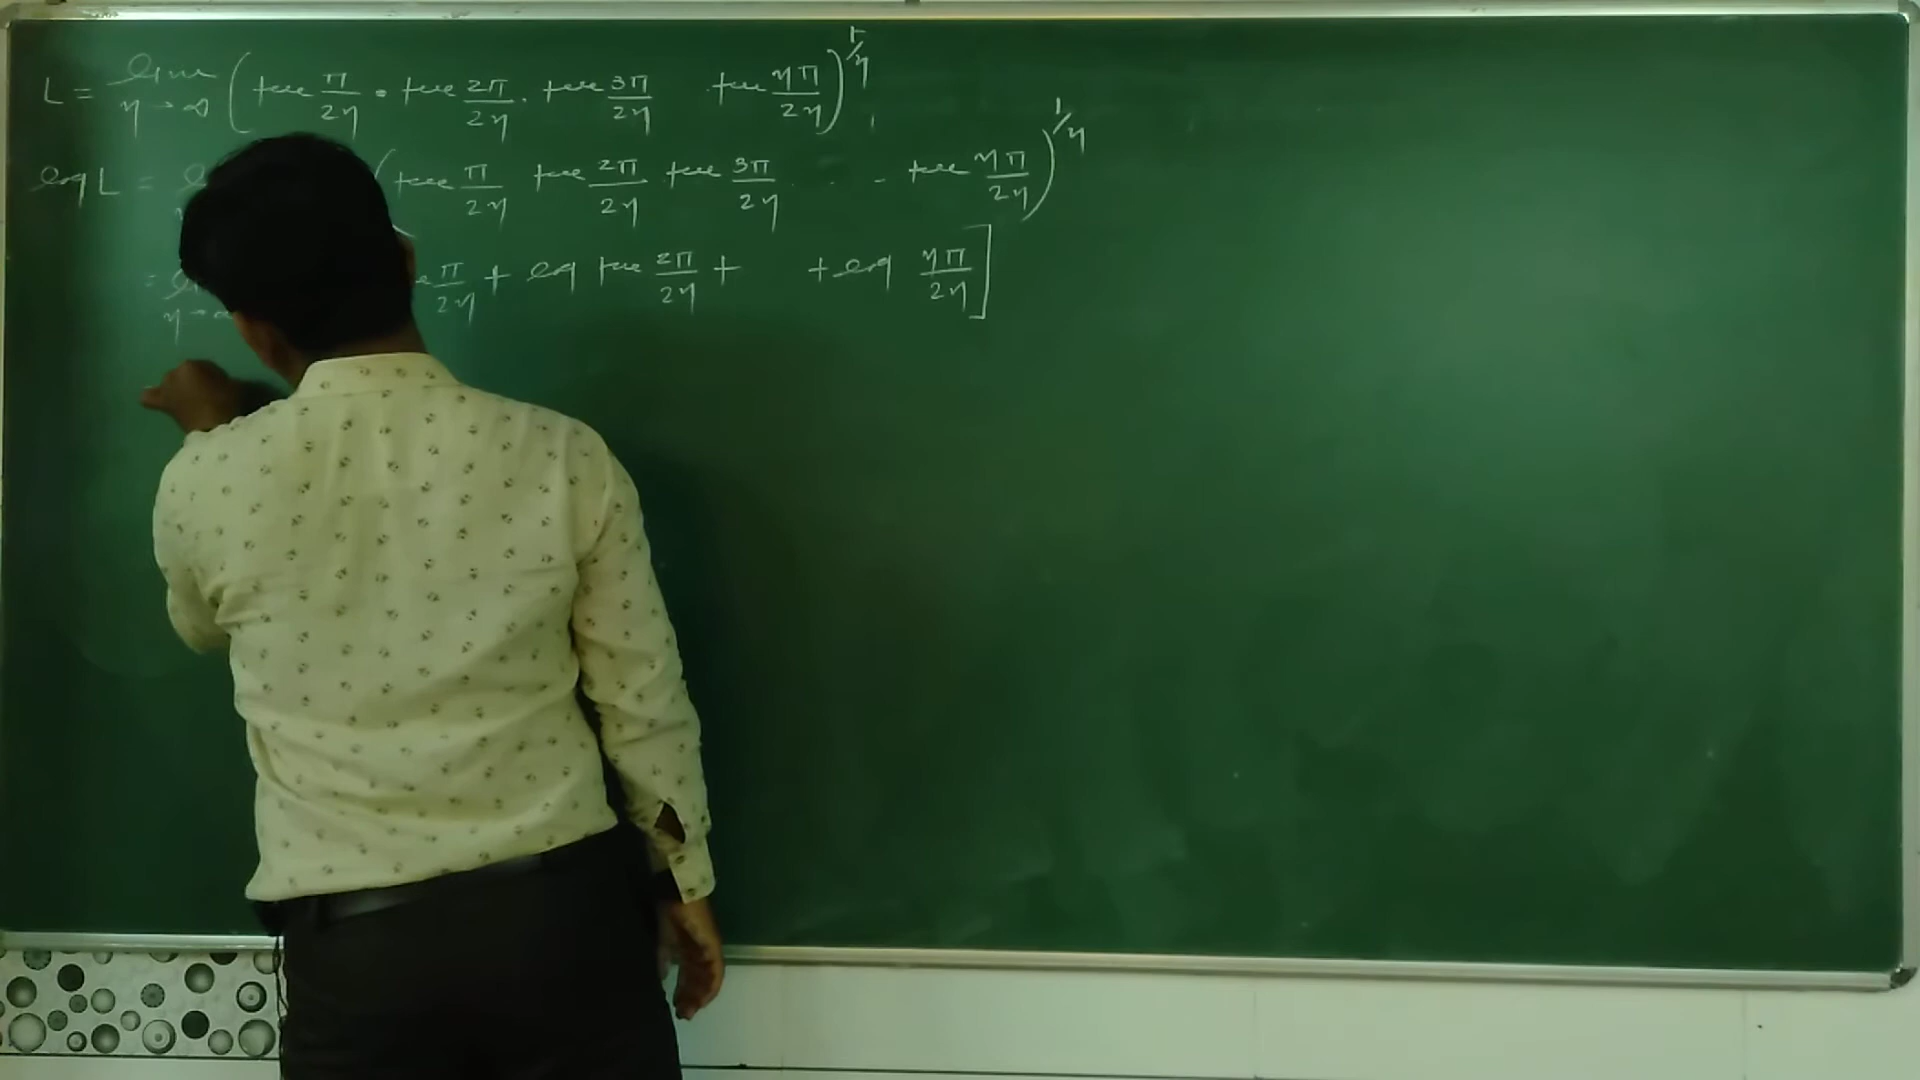 L = lim n→∞ (tan π/2n · tan 2π/2n · tan 3π/2n tan nπ/2n)^1/n
log L = (tan π/2n tan 2π/2n tan 3π/2n . . - tan nπ/2n)^1/n
= n→∞ π/2n + log tan 2π/2n + + log nπ/2n]